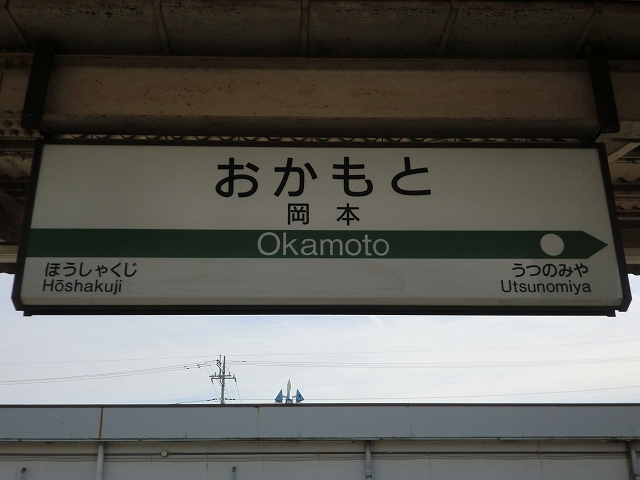 おかもと
岡本
Okamoto
ほうしゃくじ
Hōshakuji
うつのみや
Utsunomiya